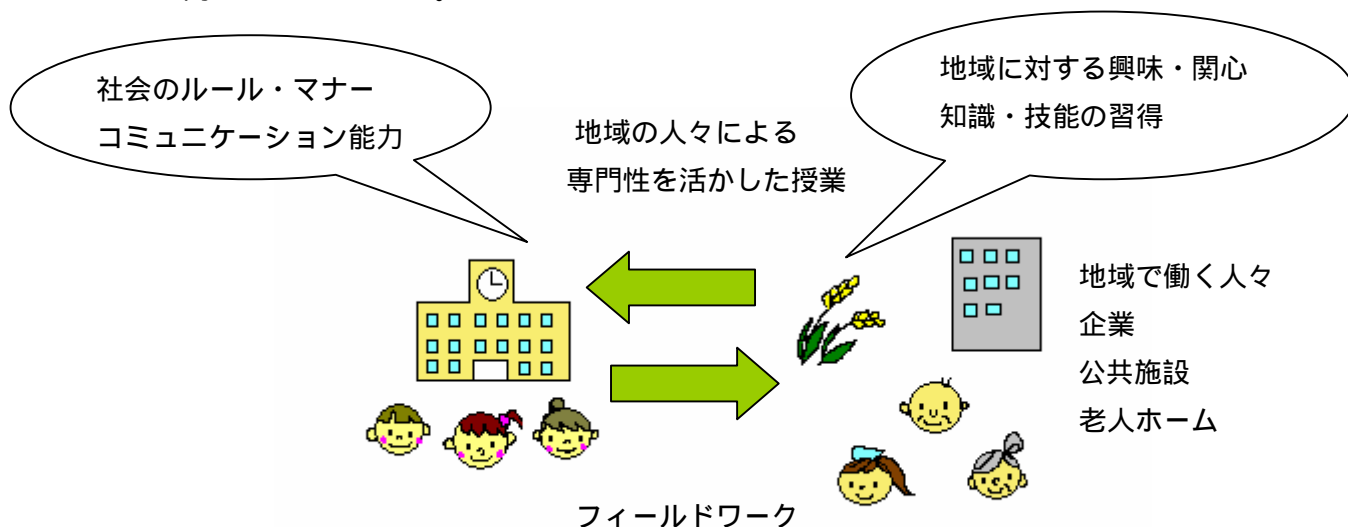 社会のルール・マナー
コミュニケーション能力
地域に対する興味・関心
知識・技能の習得
地域の人々による
専門性を活かした授業
地域で働く人々
企業
公共施設
老人ホーム
フィールドワーク